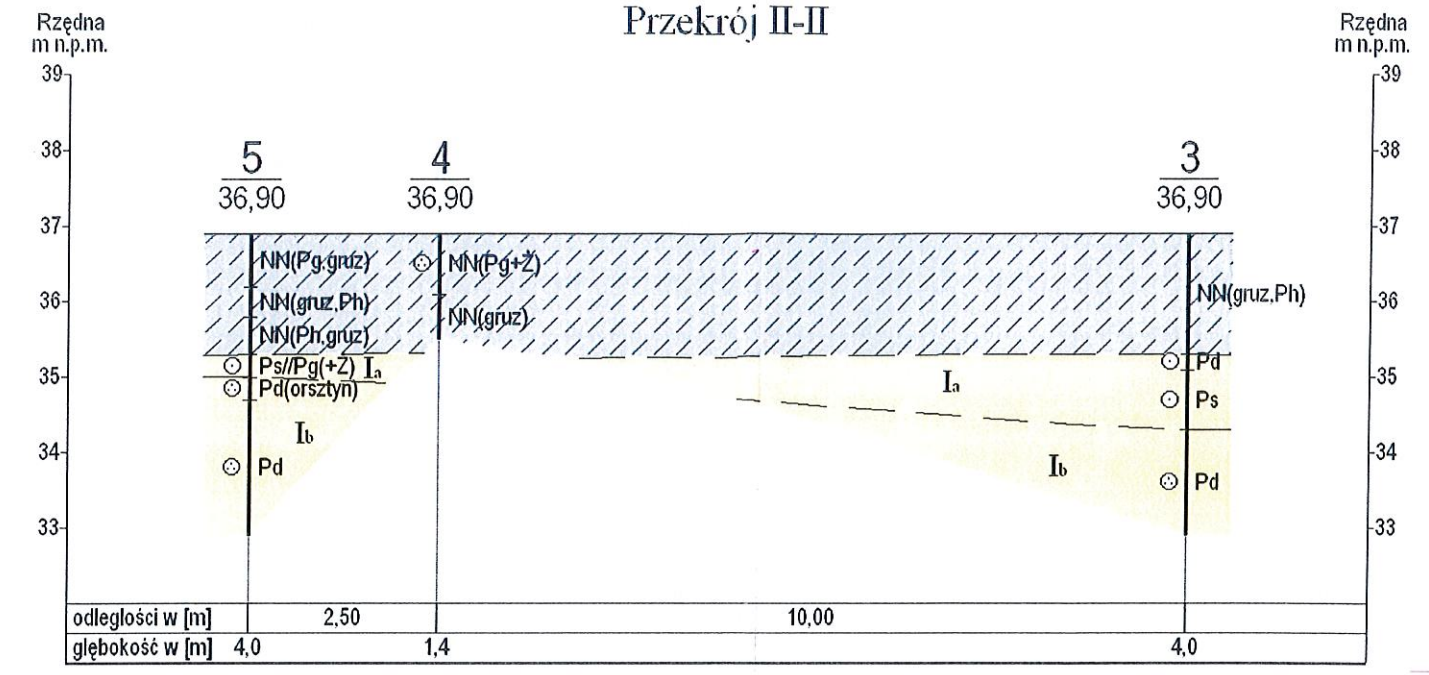 Przekrój II-II
Rzędna
m n.p.m.
Rzędna
m n.p.m.
39
39
38
38
5
4
3
36,90
36,90
36,90
37
37
NN(Pg,gruz)
NN(Pg+Ż)
36
NN(gruz,Ph)
NN(gruz,Ph)
36
NN(gruz)
NN(Ph,gruz)
Ps//Pg(+Ż) Ia
Pd
35
Ia
35
Pd(orsztyn)
Ps
Ib
34
34
Pd
Ib
Pd
33
33
odległości w [m] 2,50 10,00
głębokość w [m] 4,0 1,4 4,0